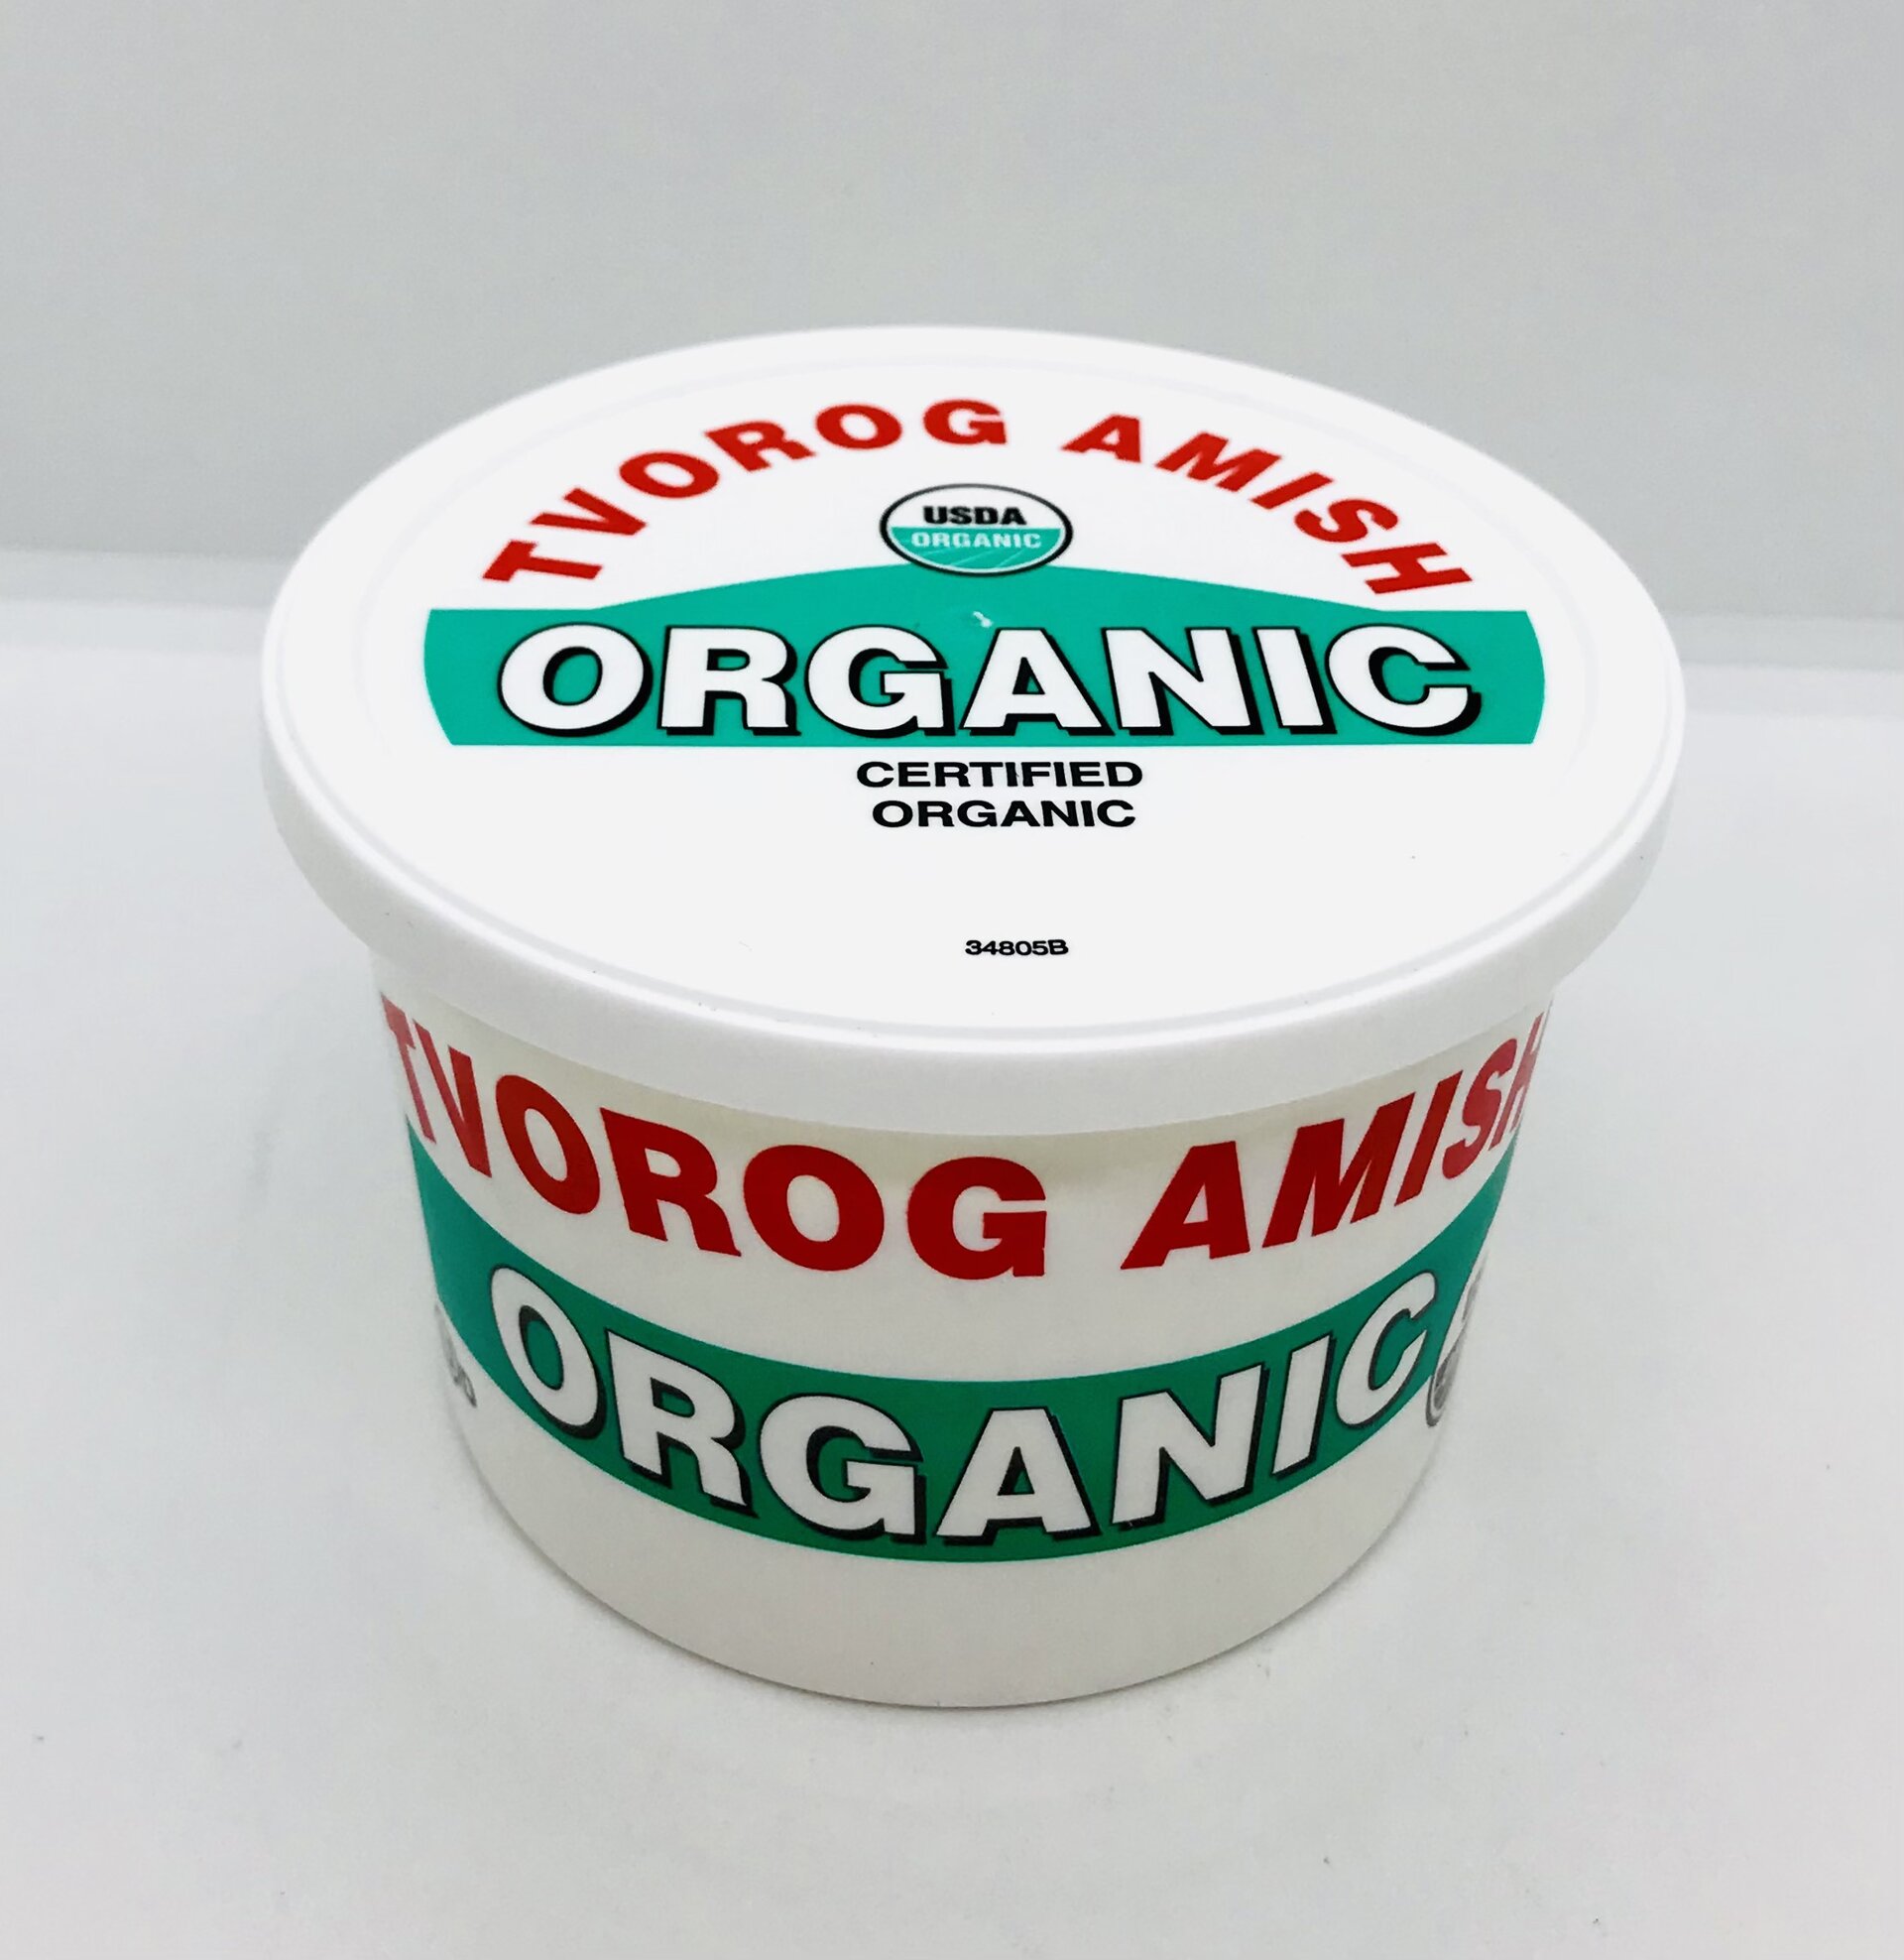 TVOROG AMISH
USDA
ORGANIC
ORGANIC
CERTIFIED
ORGANIC
34805B
TVOROG AMISH
ORGANIC